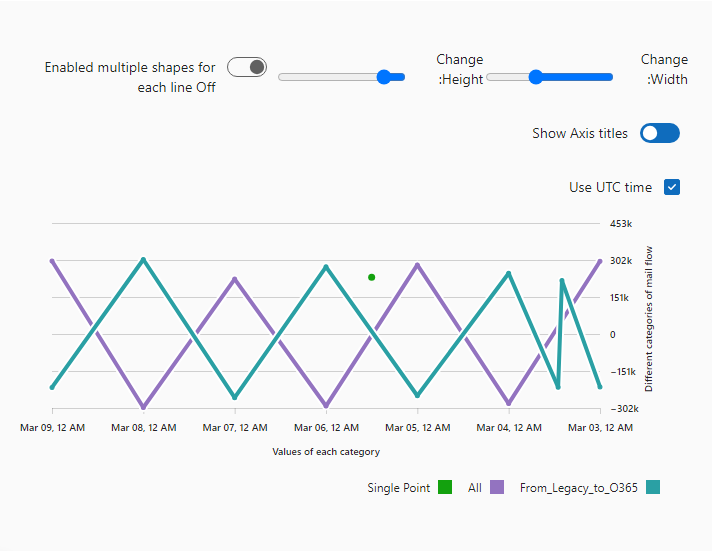 Change
:Width
Change
:Height
Enabled multiple shapes for
each line Off
Show Axis titles
Use UTC time
453k
302k
151k
0
−151k
−302k
Different categories of mail flow
Mar 09, 12 AM
Mar 08, 12 AM
Mar 07, 12 AM
Mar 06, 12 AM
Mar 05, 12 AM
Mar 04, 12 AM
Mar 03, 12 AM
Values of each category
Single Point
All
From_Legacy_to_O365